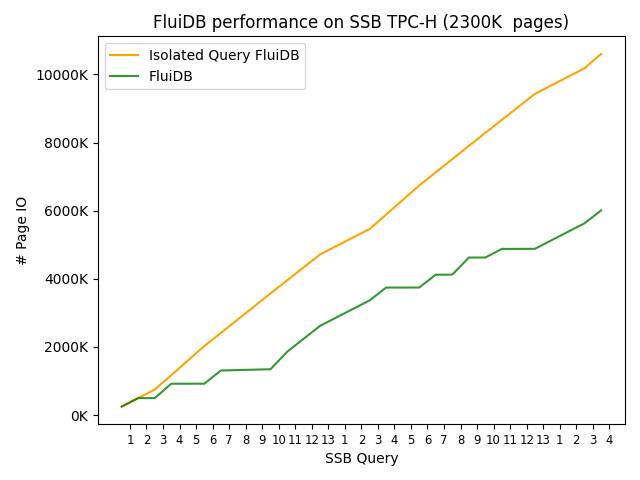 FluiDB performance on SSB TPC-H (2300K  pages)
Isolated Query FluiDB
FluiDB
10000K
8000K
6000K
4000K
2000K
0K
# Page IO
1 2 3 4 5 6 7 8 9 10 11 12 13 1 2 3 4 5 6 7 8 9 10 11 12 13 1 2 3 4
SSB Query